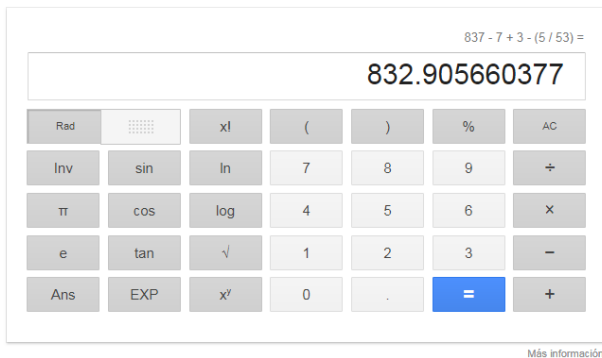 837 - 7 + 3 - (5 / 53) =
832.905660377
Rad x! ( ) % AC
Inv sin ln 7 8 9 ÷
π cos log 4 5 6 ×
e tan √ 1 2 3 −
Ans EXP xʸ 0 . = +
Más información